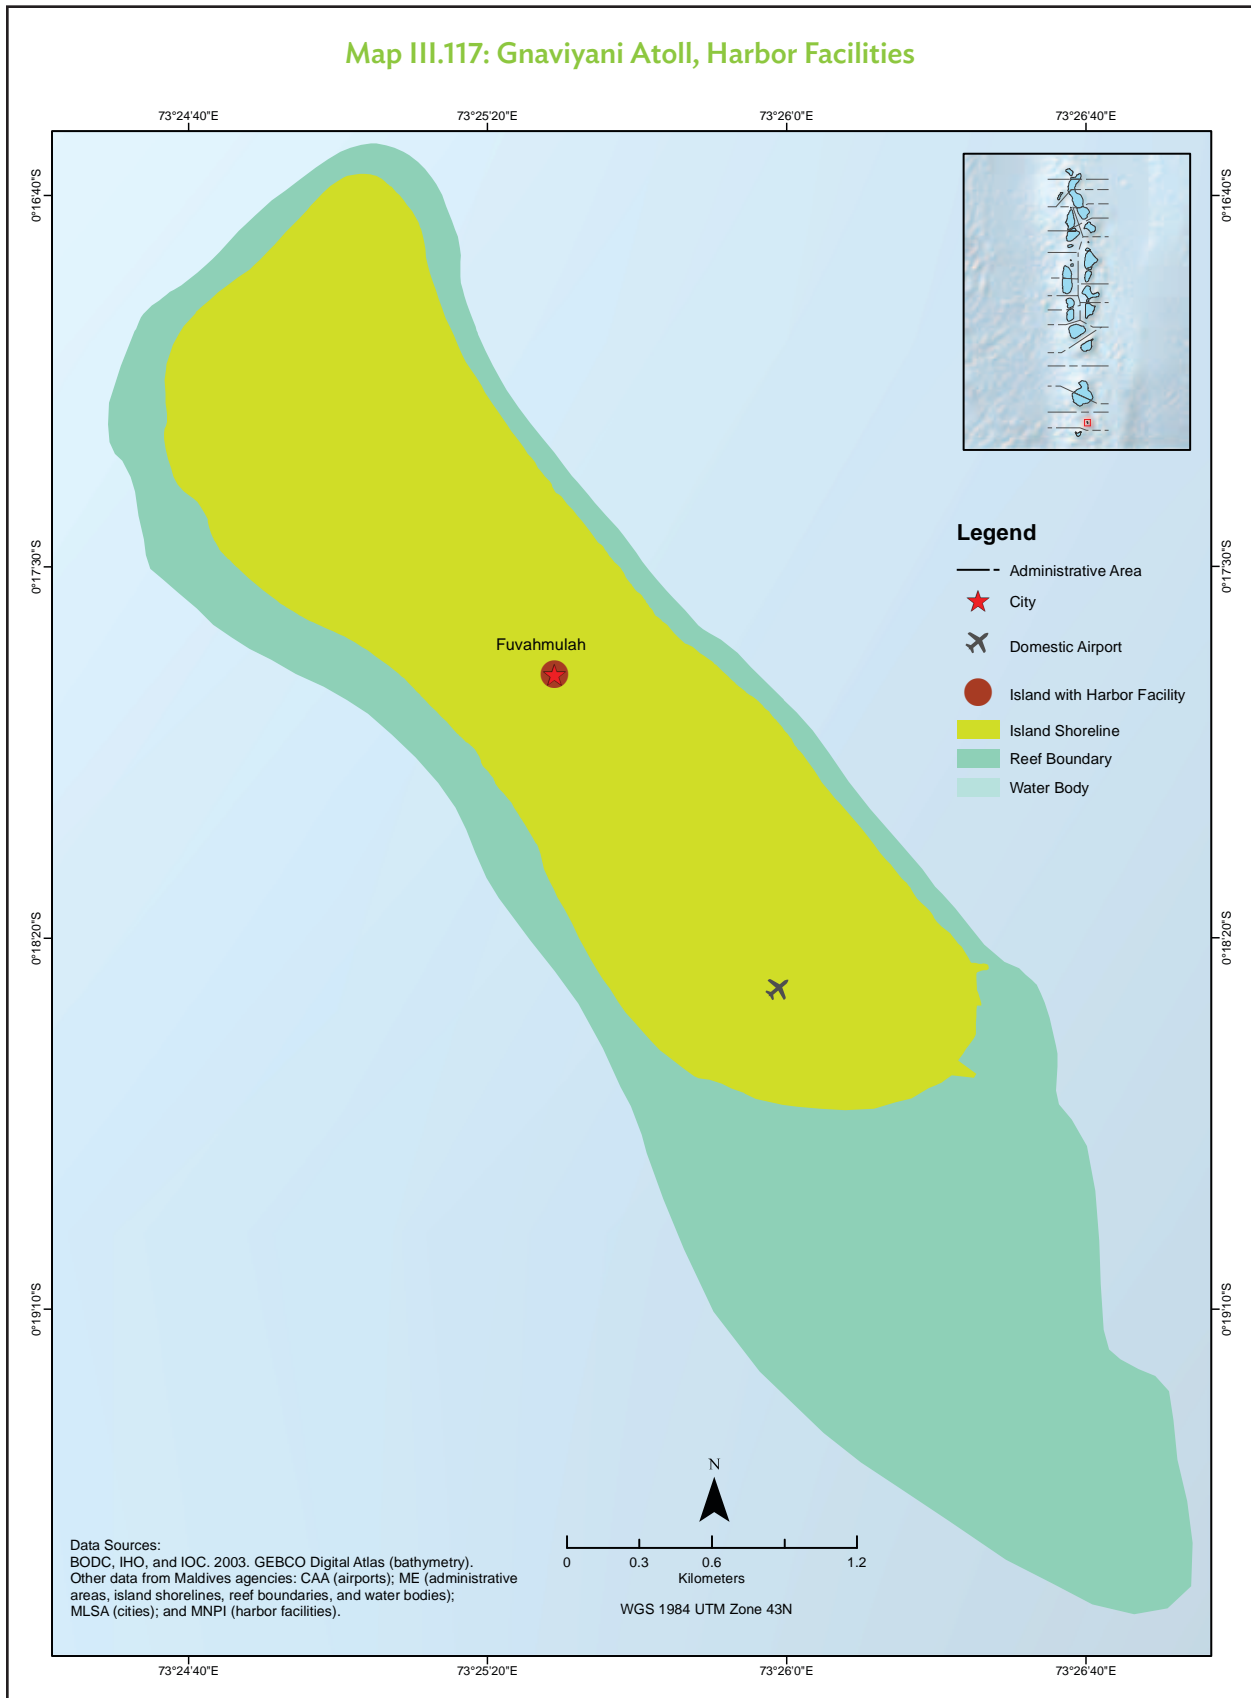 Map III.117: Gnaviyani Atoll, Harbor Facilities
73°24'40"E
73°25'20"E
73°26'0"E
73°26'40"E
0°16'40"S
0°16'40"S
0°17'30"S
0°17'30"S
0°18'20"S
0°18'20"S
0°19'10"S
0°19'10"S
Fuvahmulah
Legend
Administrative Area
City
Domestic Airport
Island with Harbor Facility
Island Shoreline
Reef Boundary
Water Body
N
0 0.3 0.6 1.2
Kilometers
WGS 1984 UTM Zone 43N
Data Sources:
BODC, IHO, and IOC. 2003. GEBCO Digital Atlas (bathymetry).
Other data from Maldives agencies: CAA (airports); ME (administrative
areas, island shorelines, reef boundaries, and water bodies);
MLSA (cities); and MNPI (harbor facilities).
73°24'40"E
73°25'20"E
73°26'0"E
73°26'40"E